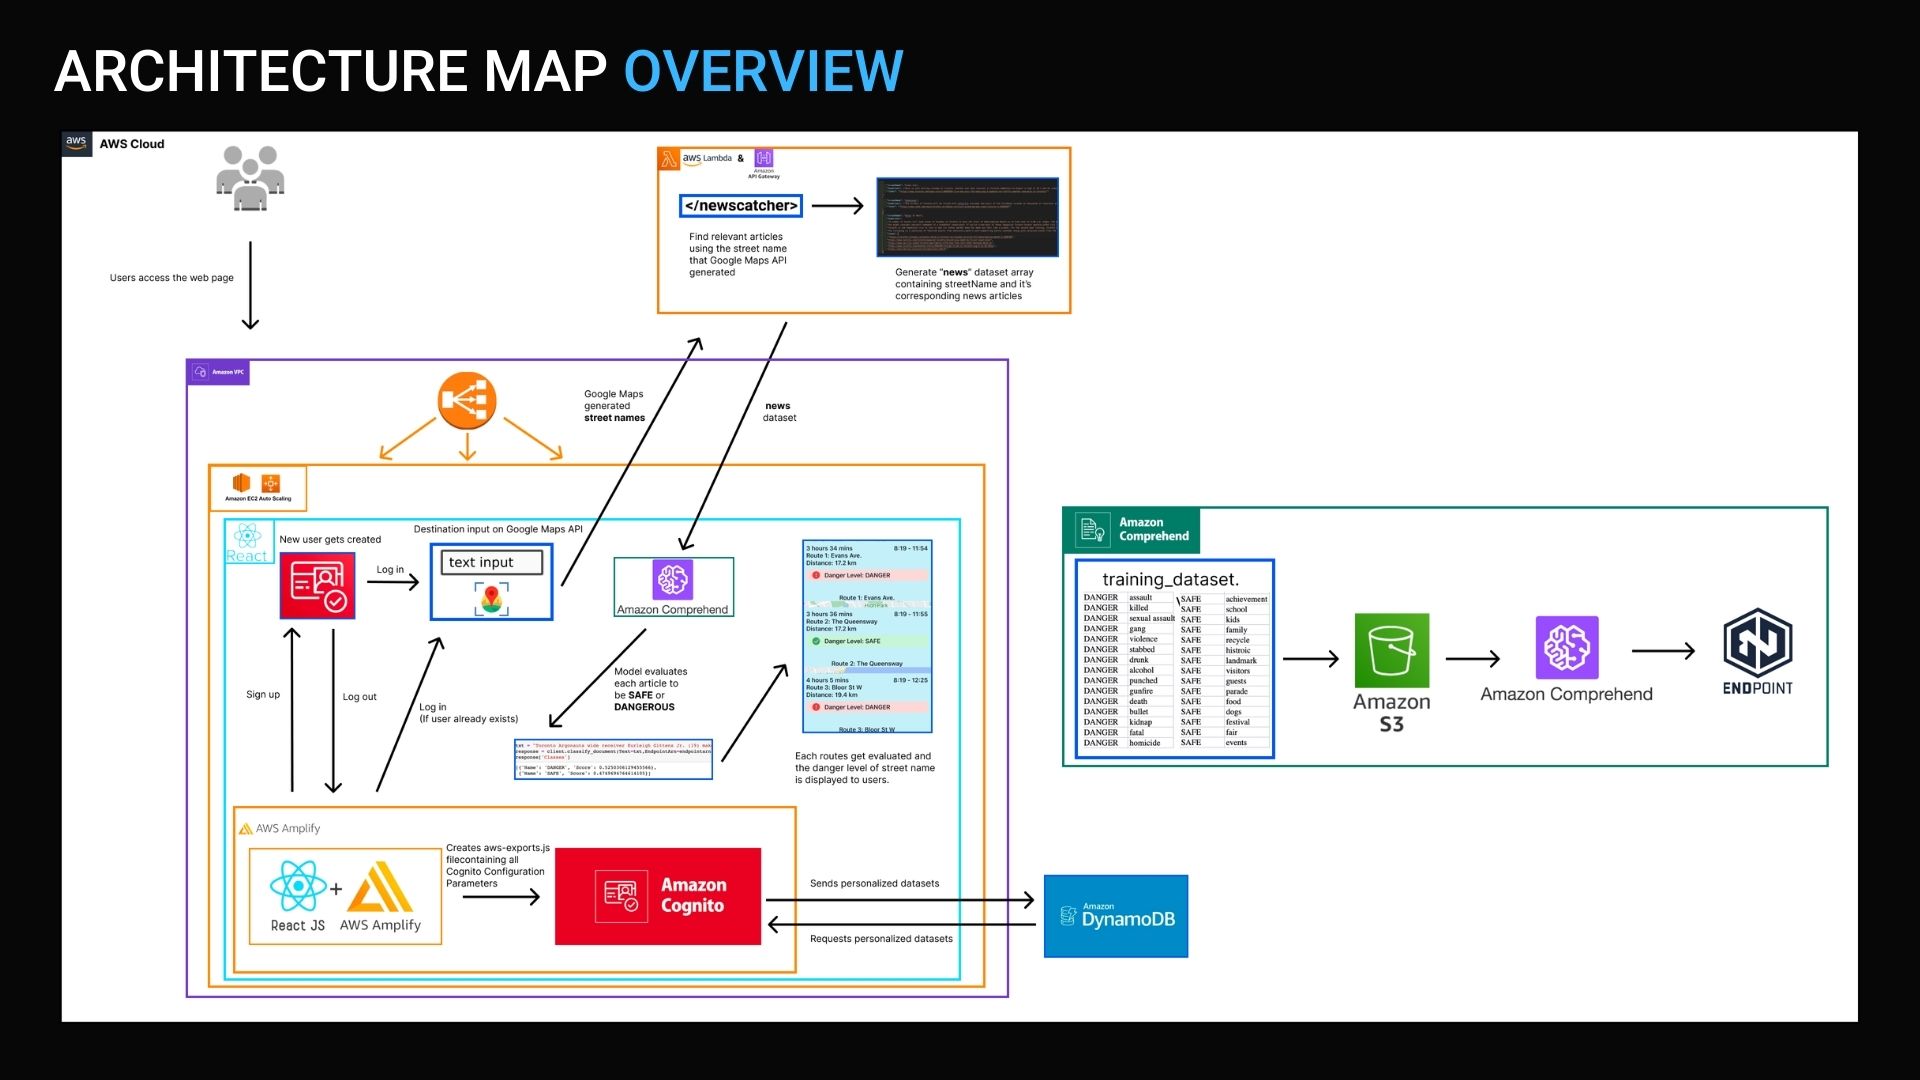 ARCHITECTURE MAP OVERVIEW
aws
AWS Cloud
Users access the web page
aws Lambda &
Amazon
API Gateway
</newscatcher>
Find relevant articles
using the street name
that Google Maps API
generated
Generate "news" dataset array
containing streetName and it's
corresponding news articles
Amazon VPC
Google Maps
generated
street names
news
dataset
Amazon EC2 Auto Scaling
React
New user gets created
Destination input on Google Maps API
text input
Log in
Amazon Comprehend
Sign up
Log out
Log in
(If user already exists)
Model evaluates
each article to
be SAFE or
DANGEROUS
3 hours 34 mins 8:19 - 11:54
Route 1: Evans Ave.
Distance: 17.2 km
Danger Level: DANGER
Route 1: Evans Ave.
3 hours 36 mins 8:19 - 11:55
Route 2: The Queensway
Distance: 17.2 km
Danger Level: SAFE
Route 2: The Queensway
4 hours 5 mins 8:19 - 12:25
Route 3: Bloor St W
Distance: 19.4 km
Danger Level: DANGER
Route 3: Bloor St W
Each routes get evaluated and
the danger level of street name
is displayed to users.
AWS Amplify
React JS
+
AWS Amplify
Creates aws-exports.js
filecontaining all
Cognito Configuration
Parameters
Amazon
Cognito
Sends personalized datasets
Requests personalized datasets
Amazon
DynamoDB
Amazon
Comprehend
training_dataset.
DANGER assault SAFE achievement
DANGER killed SAFE school
DANGER sexual assault SAFE kids
DANGER gang SAFE family
DANGER violence SAFE recycle
DANGER stabbed SAFE histroic
DANGER drunk SAFE landmark
DANGER alcohol SAFE visitors
DANGER punched SAFE guests
DANGER gunfire SAFE parade
DANGER death SAFE food
DANGER bullet SAFE dogs
DANGER kidnap SAFE festival
DANGER fatal SAFE fair
DANGER homicide SAFE events
Amazon
S3
Amazon Comprehend
ENDPOINT